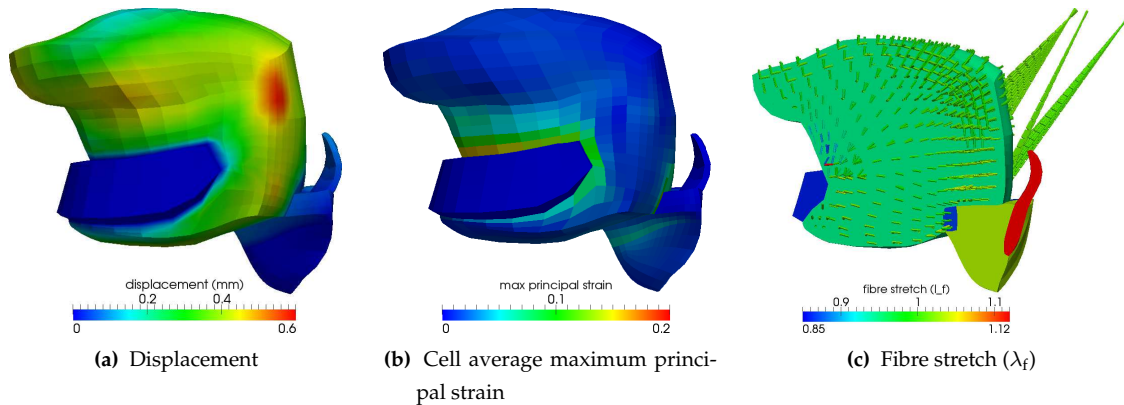 displacement (mm)
0.2 0.4
0 0.6
(a) Displacement
max principal strain
0.1
0 0.2
(b) Cell average maximum princi-
pal strain
fibre stretch (l_f)
0.9 1 1.1
0.85 1.12
(c) Fibre stretch (λf)